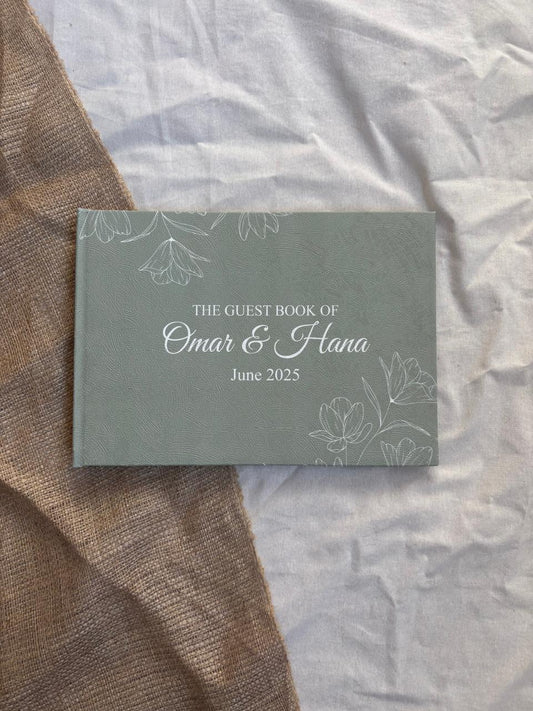 THE GUEST BOOK OF
Omar & Hana
June 2025